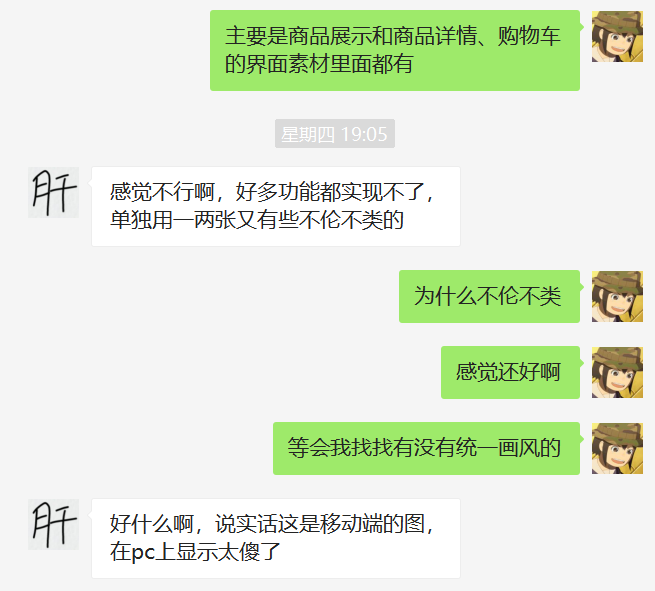 主要是商品展示和商品详情、购物车
的界面素材里面都有
星期四 19:05
肝
感觉不行啊，好多功能都实现不了，
单独用一两张又有些不伦不类的
为什么不伦不类
感觉还好啊
等会我找找有没有统一画风的
肝
好什么啊，说实话这是移动端的图，
在pc上显示太傻了